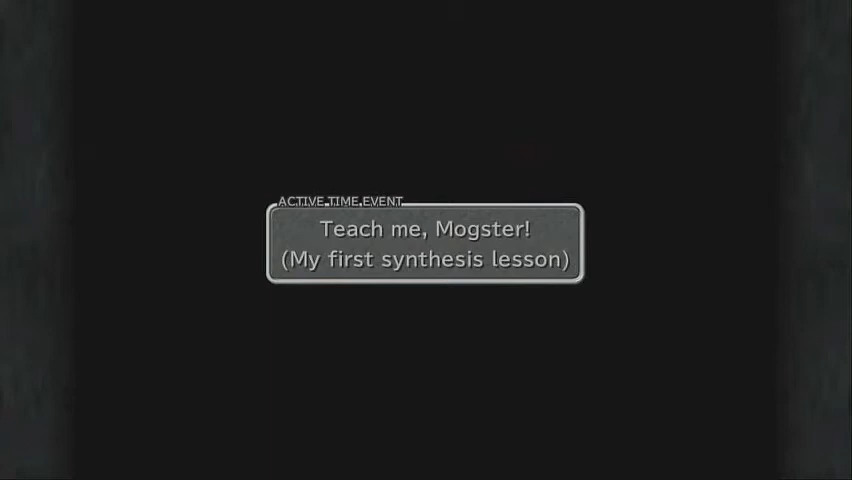 ACTIVE TIME EVENT
Teach me, Mogster!
(My first synthesis lesson)